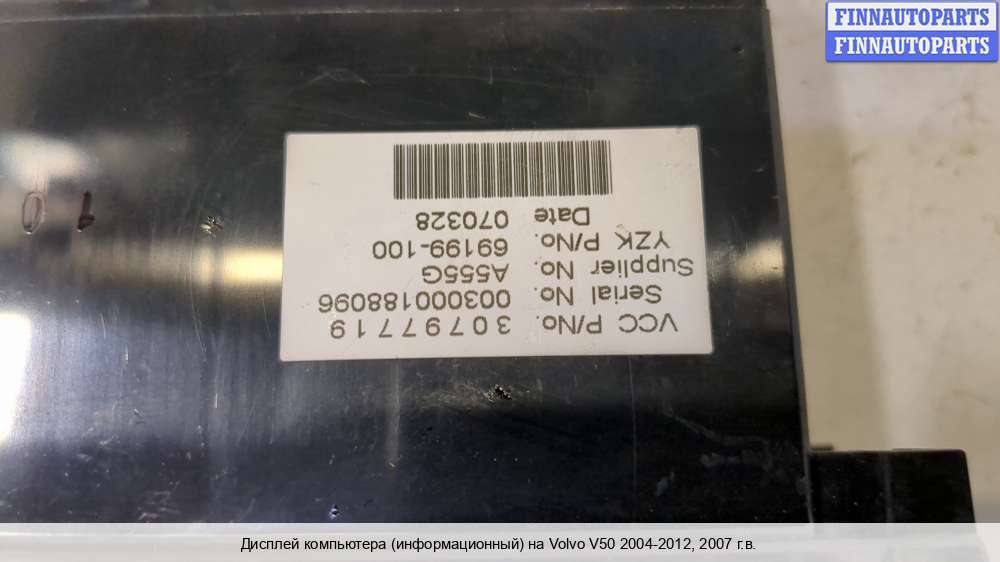 FINNAUTOPARTS
FINNAUTOPARTS
VCC P/No. 30797719
Serial No. 003000188096
Supplier No. A555G
YZK P/No. 69199-100
Date 070328
10
Дисплей компьютера (информационный) на Volvo V50 2004-2012, 2007 г.в.